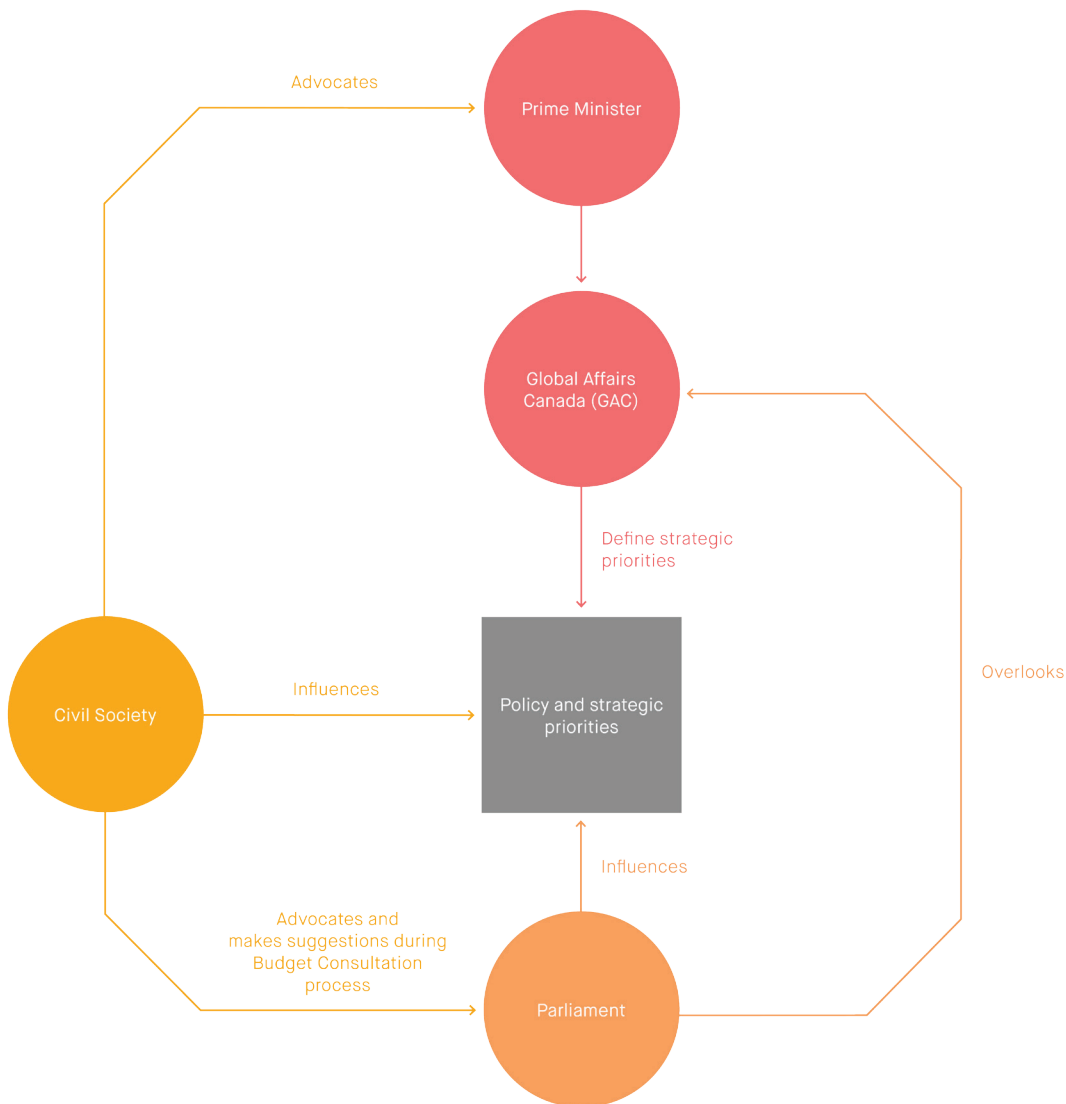 Advocates
Prime Minister
Global Affairs
Canada (GAC)
Define strategic
priorities
Overlooks
Civil Society
Influences
Policy and strategic
priorities
Influences
Advocates and
makes suggestions during
Budget Consultation
process
Parliament